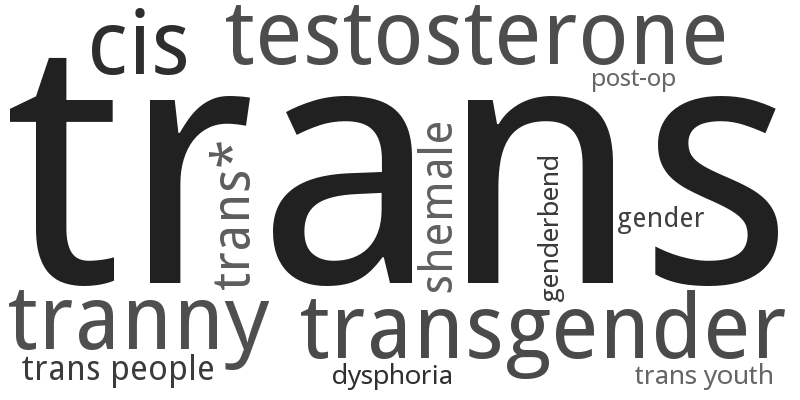 cis
testosterone
post-op
trans
trans*
shemale
genderbend
gender
tranny
transgender
trans people
dysphoria
trans youth